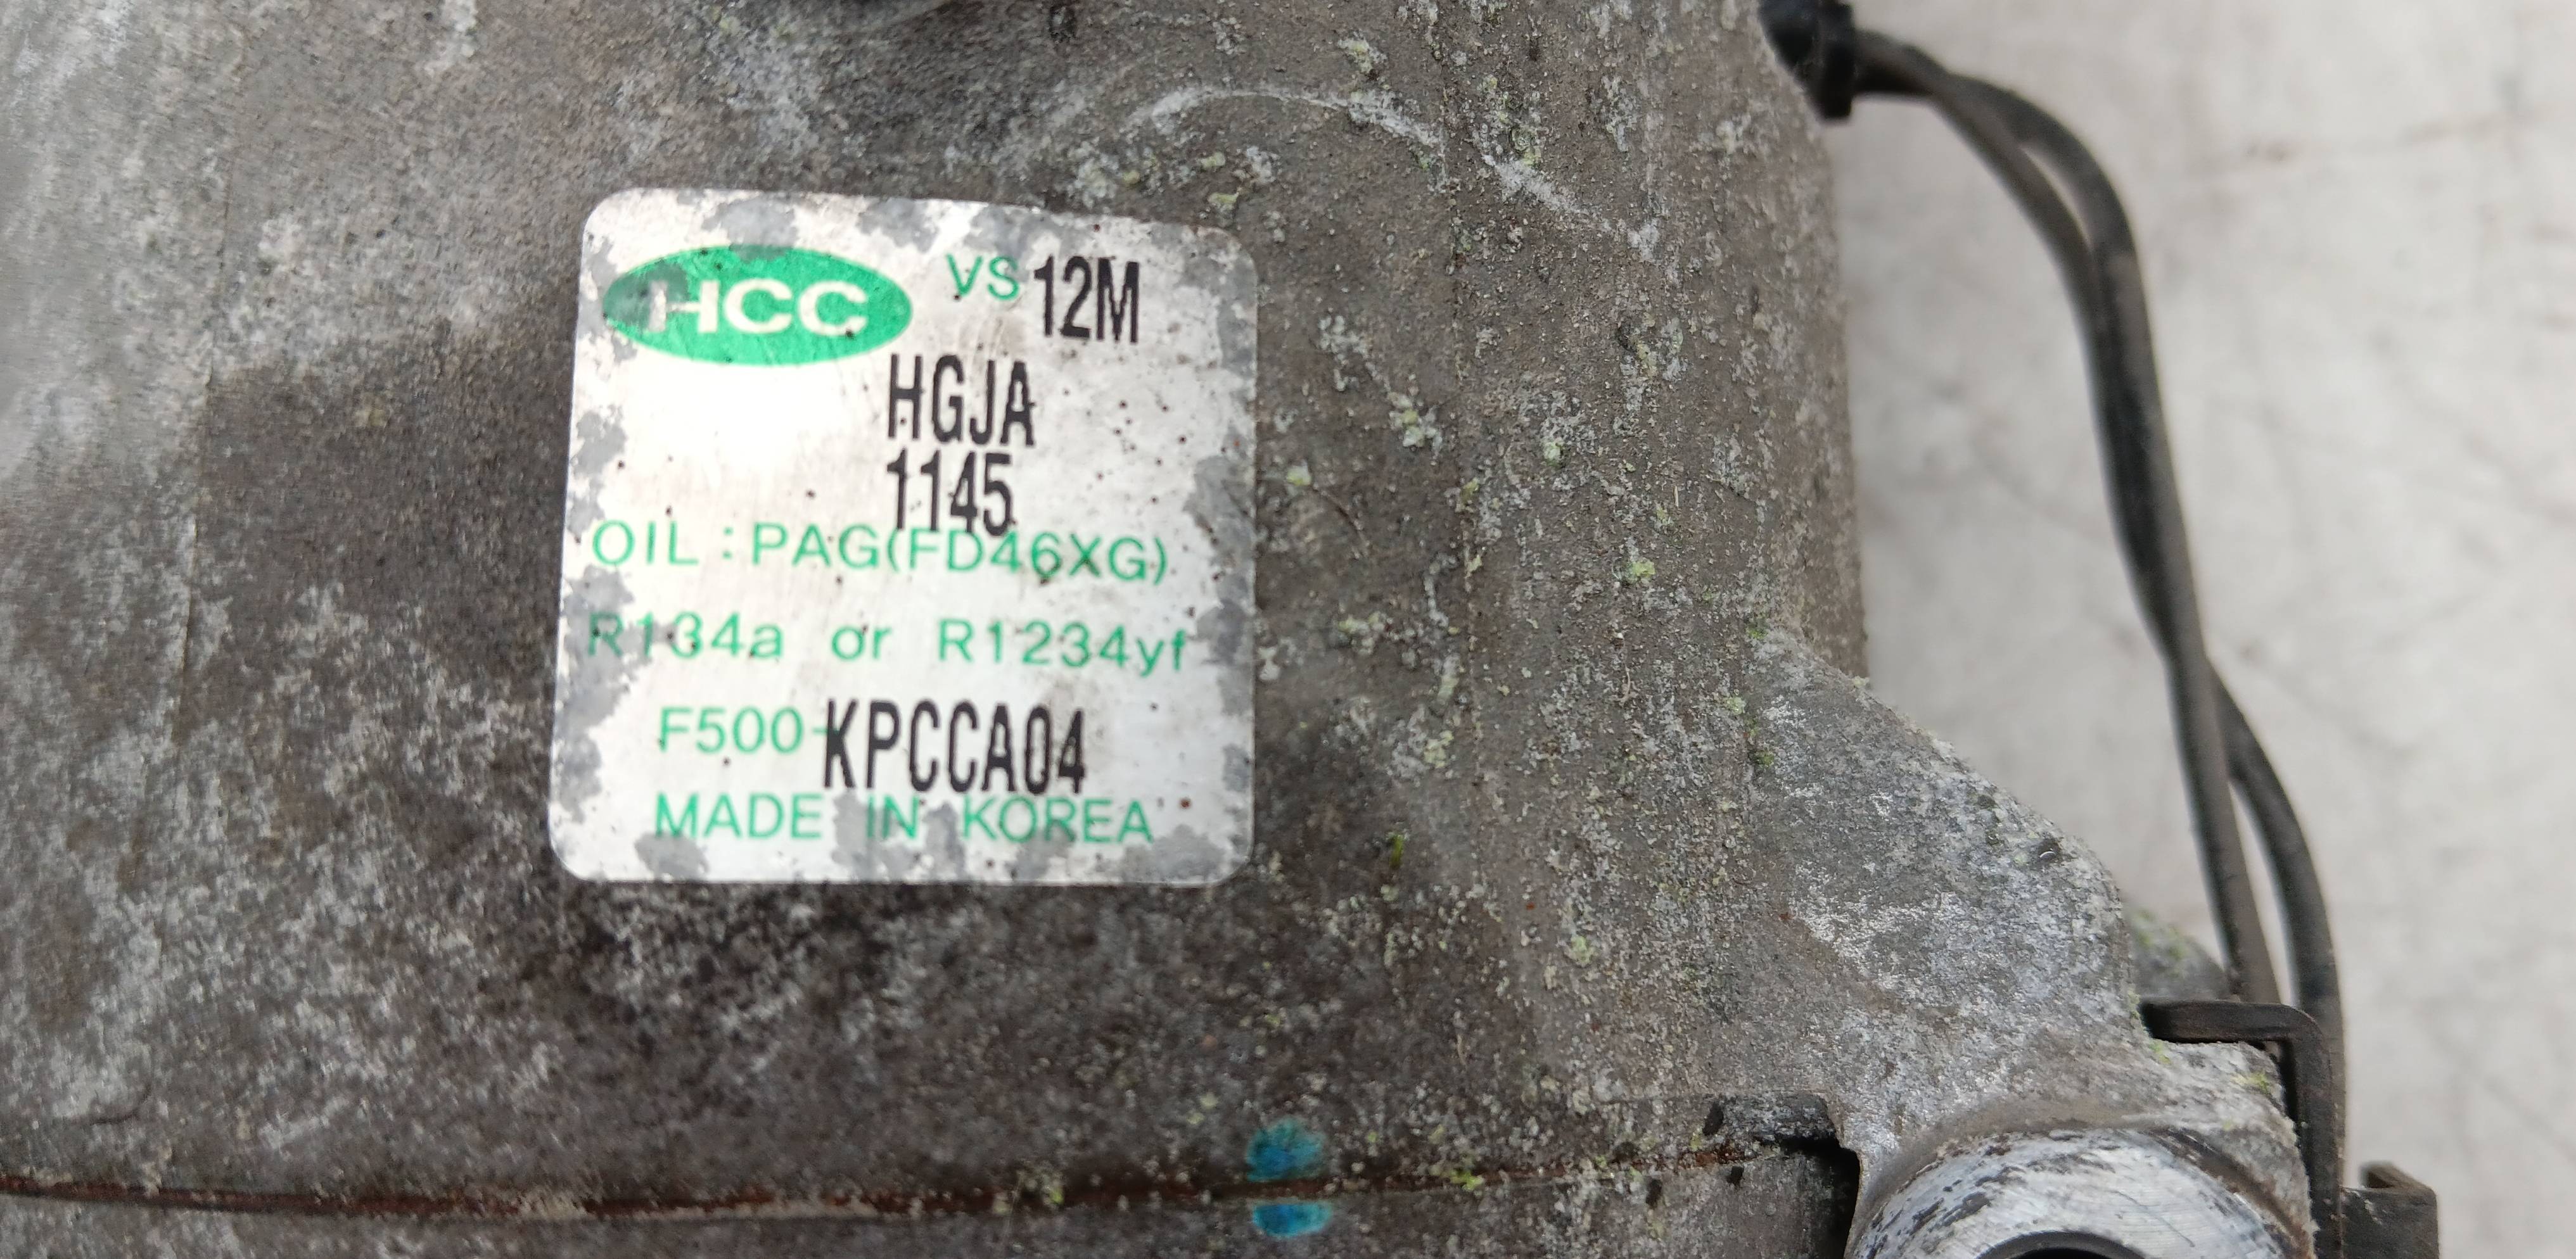 HCC VS 12M
HGJA
1145
OIL : PAG(FD46XG)
R134a or R1234yf
F500-KPCCA04
MADE IN KOREA